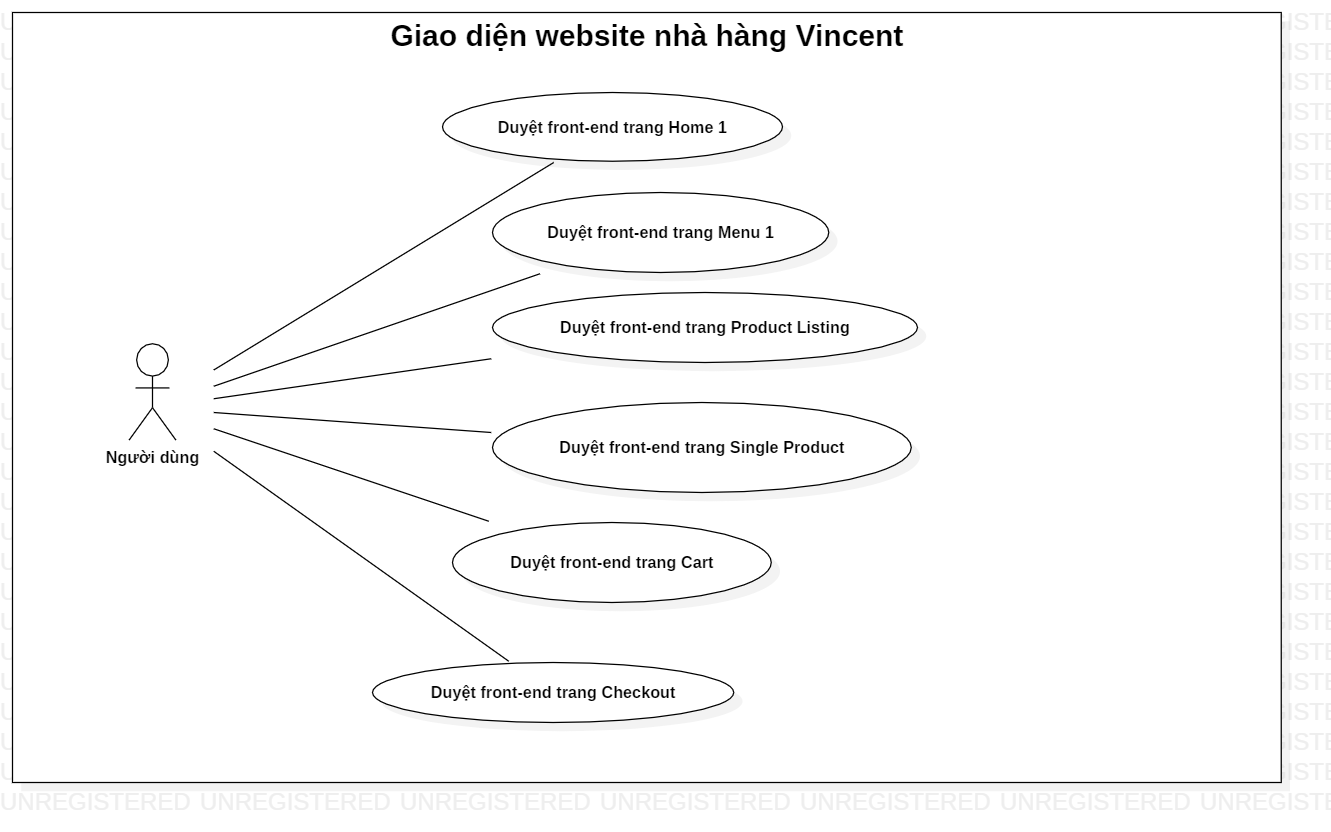 Giao diện website nhà hàng Vincent
Duyệt front-end trang Home 1
Duyệt front-end trang Menu 1
Duyệt front-end trang Product Listing
Duyệt front-end trang Single Product
Người dùng
Duyệt front-end trang Cart
Duyệt front-end trang Checkout
UNREGISTERED UNREGISTERED UNREGISTERED UNREGISTERED UNREGISTERED UNREGISTERED UNREGISTE